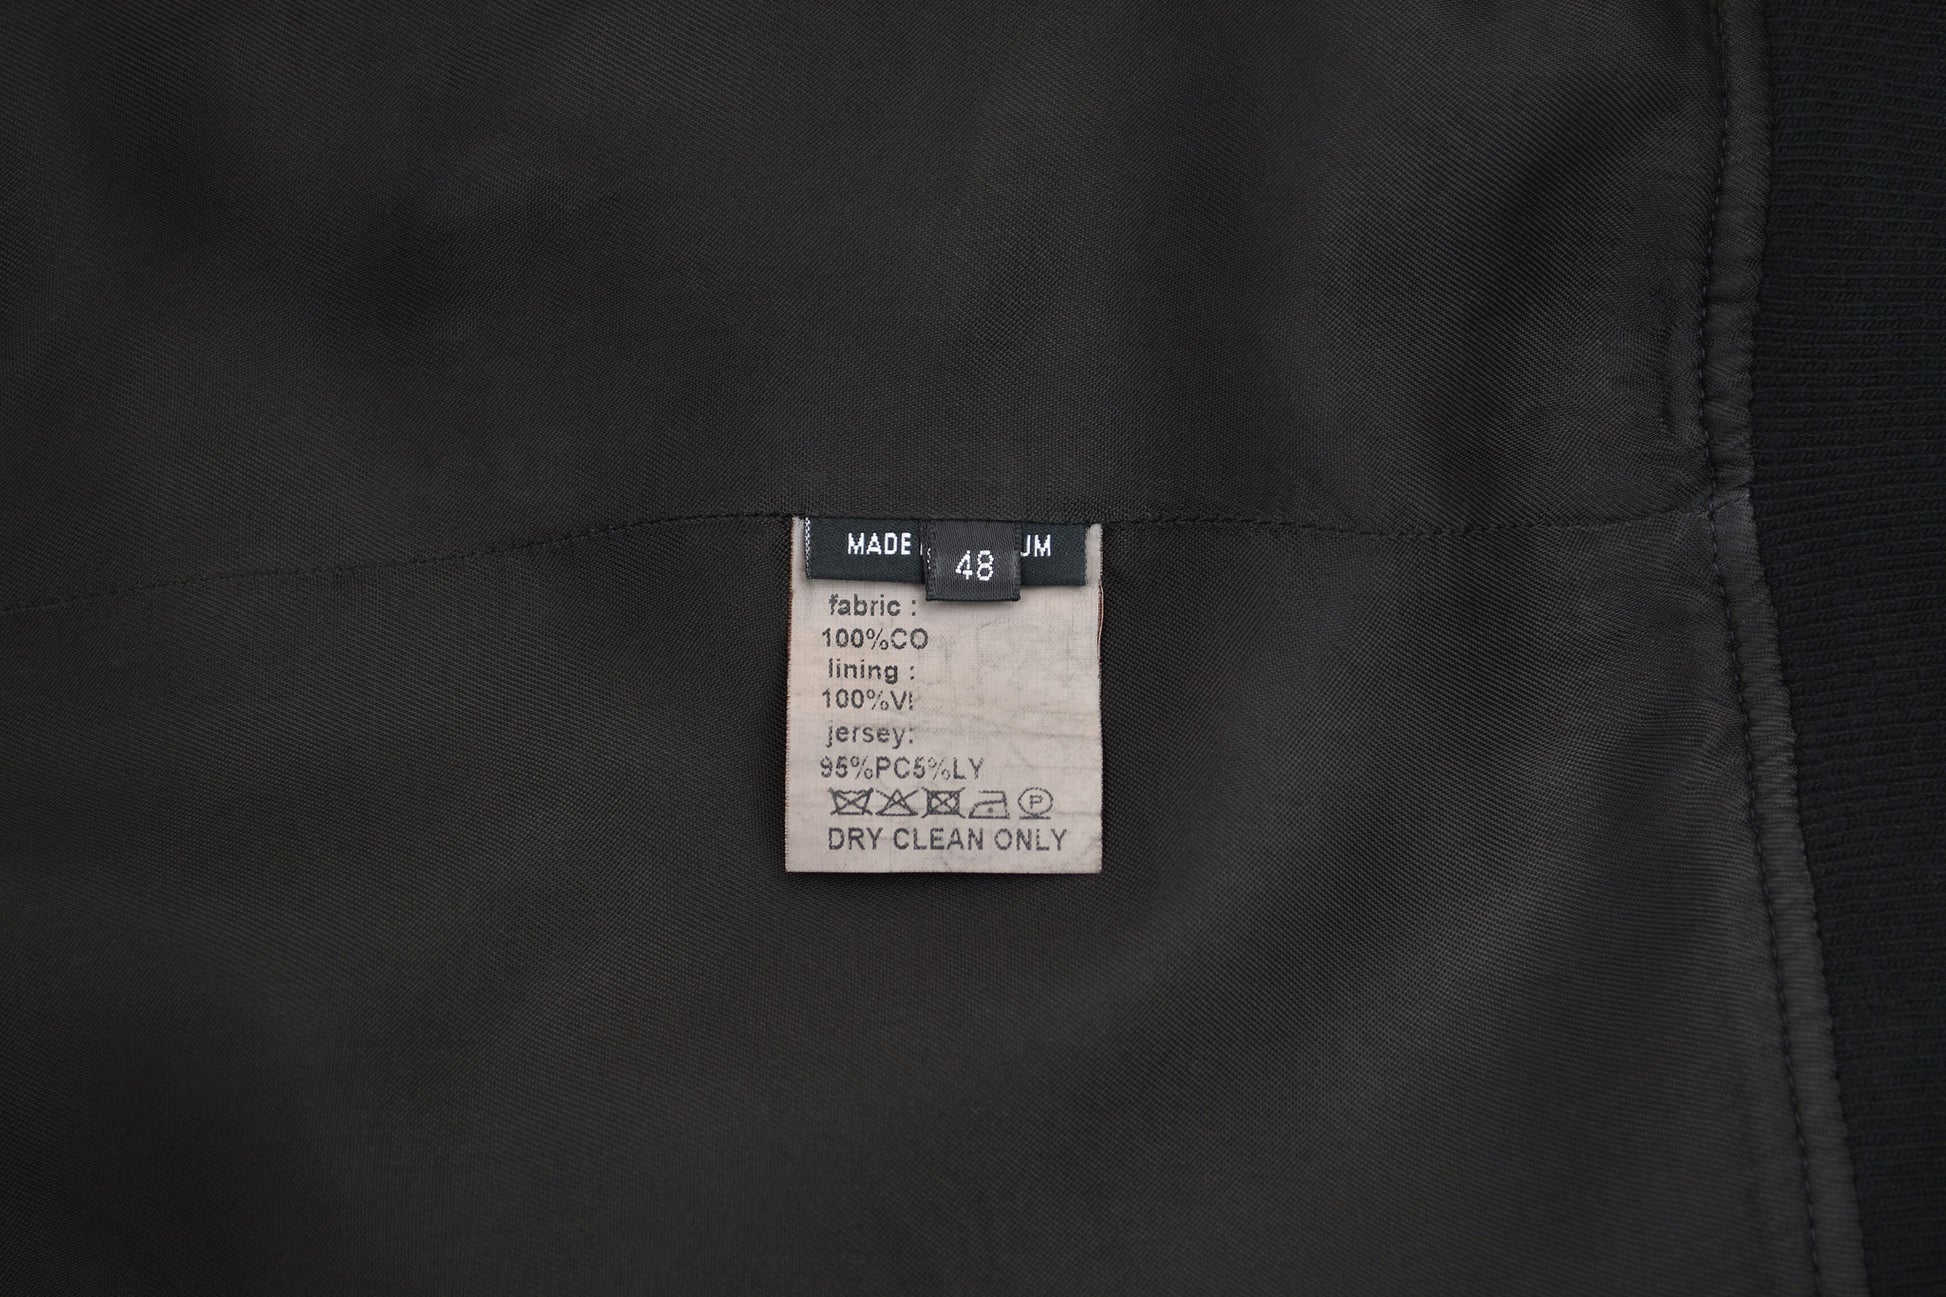 MADE UM
48
fabric :
100%CO
lining :
100%VI
jersey:
95%PC5%LY
P
DRY CLEAN ONLY